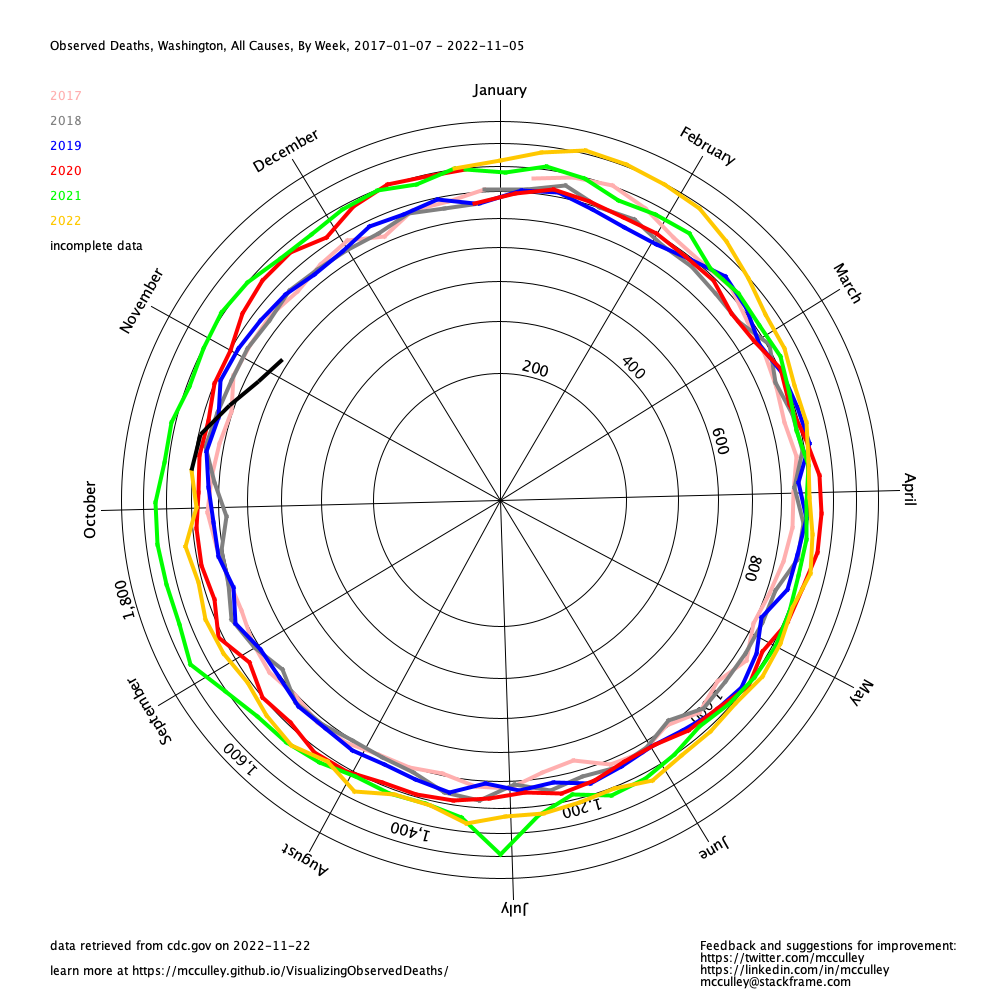 Observed Deaths, Washington, All Causes, By Week, 2017-01-07 - 2022-11-05
January
2017
2018
2019
2020
2021
2022
incomplete data
December
February
November
March
200
400
600
800
1,000
1,200
1,400
1,600
1,800
October
April
September
May
August
June
July
data retrieved from cdc.gov on 2022-11-22
learn more at https://mcculley.github.io/VisualizingObservedDeaths/
Feedback and suggestions for improvement:
https://twitter.com/mcculley
https://linkedin.com/in/mcculley
mcculley@stackframe.com